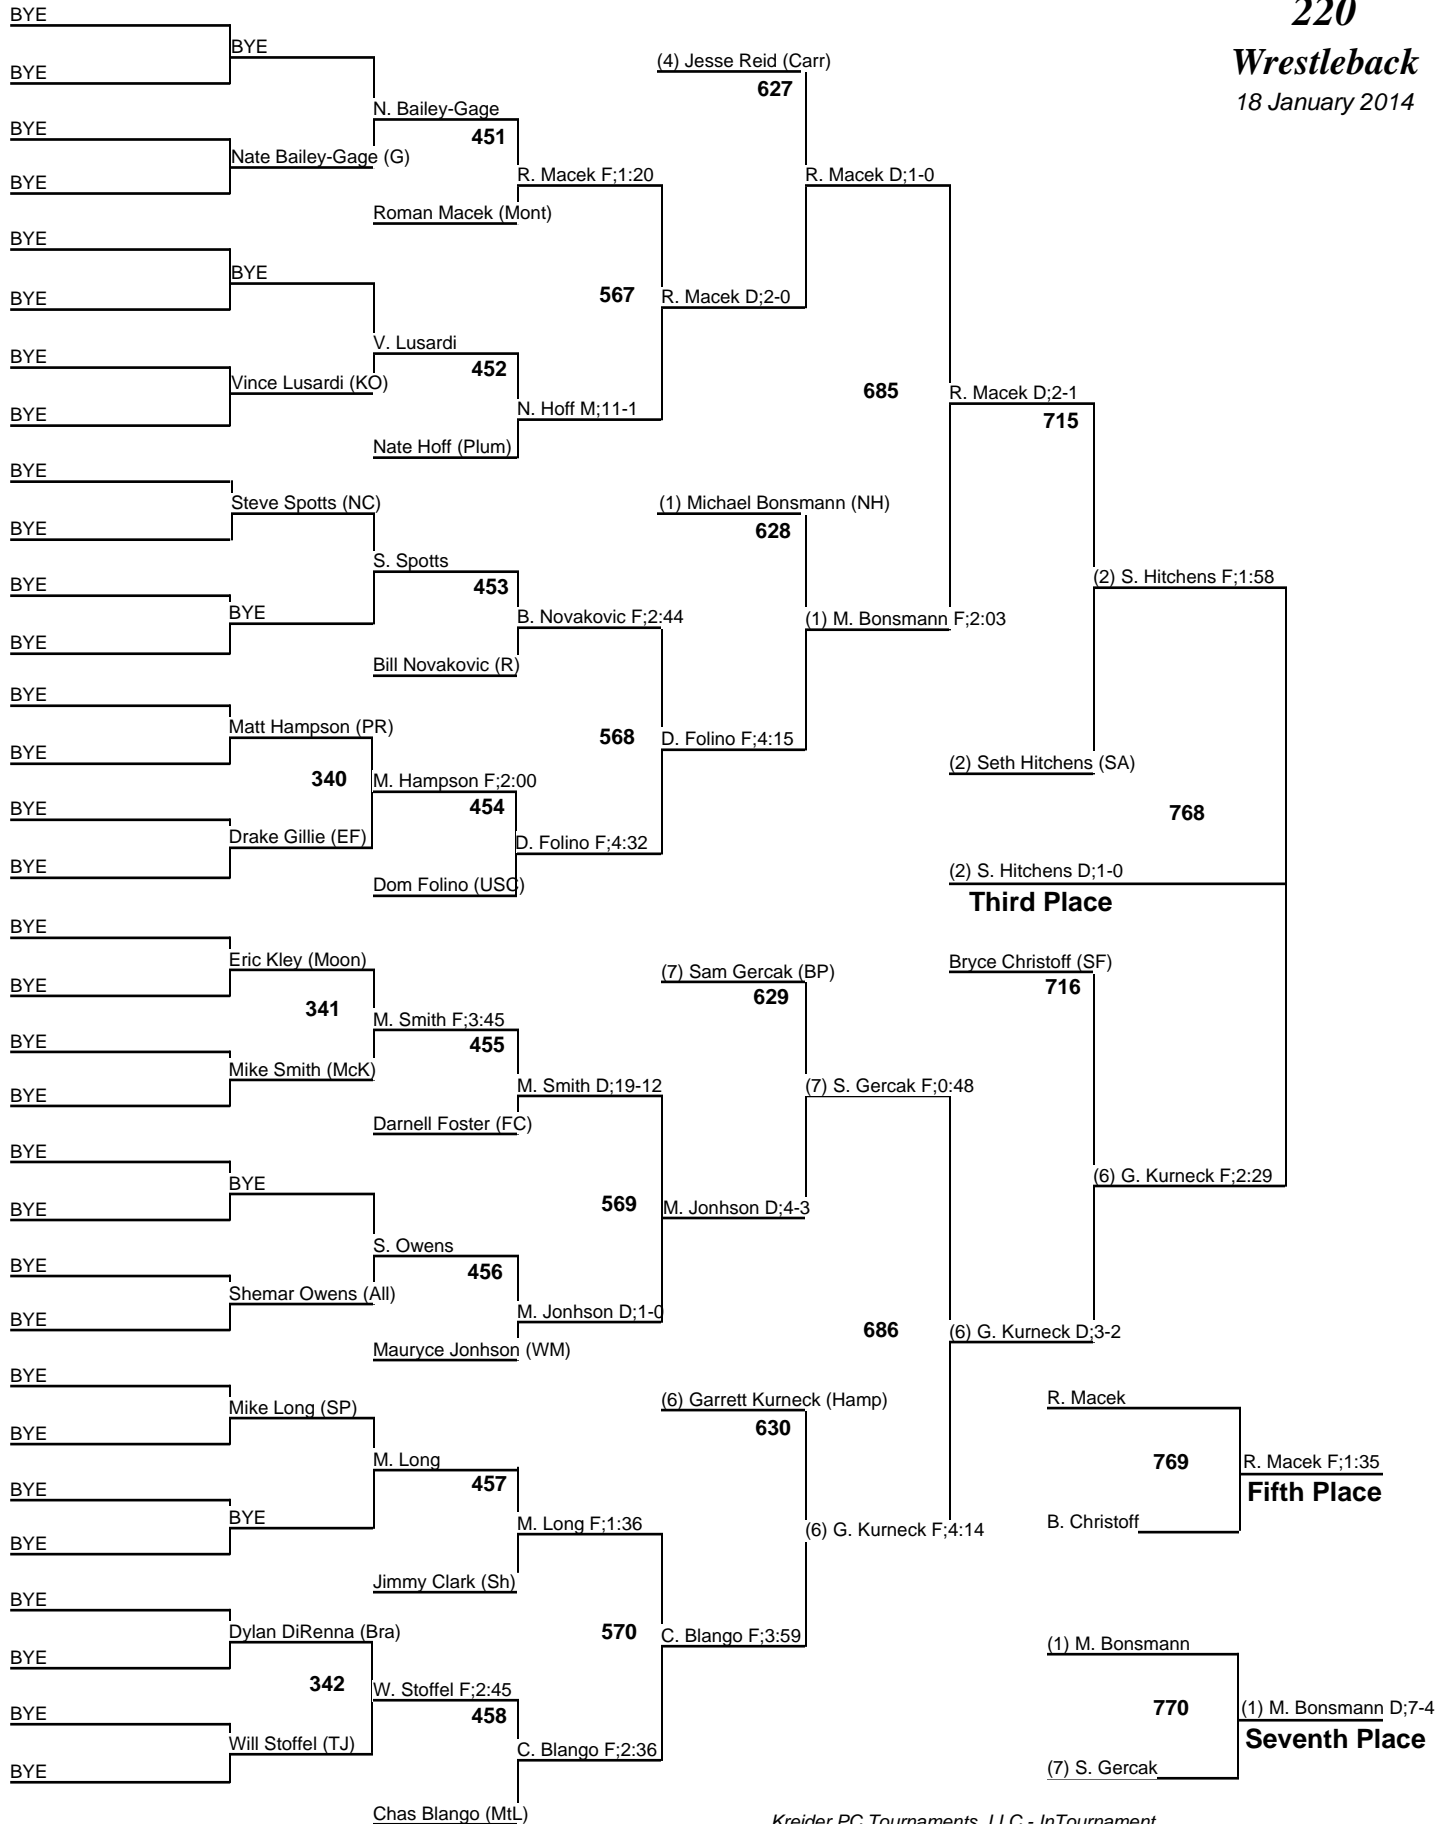 220
Wrestleback
18 January 2014
BYE
BYE
BYE
(4) Jesse Reid (Carr)
BYE
627
N. Bailey-Gage
BYE
451
Nate Bailey-Gage (G)
BYE
R. Macek F;1:20
R. Macek D;1-0
Roman Macek (Mont)
BYE
BYE
BYE
567
R. Macek D;2-0
V. Lusardi
BYE
452
Vince Lusardi (KO)
685
R. Macek D;2-1
BYE
N. Hoff M;11-1
715
Nate Hoff (Plum)
BYE
Steve Spotts (NC)
(1) Michael Bonsmann (NH)
BYE
628
S. Spotts
(2) S. Hitchens F;1:58
BYE
453
BYE
B. Novakovic F;2:44
(1) M. Bonsmann F;2:03
BYE
Bill Novakovic (R)
BYE
Matt Hampson (PR)
568
D. Folino F;4:15
BYE
(2) Seth Hitchens (SA)
340
M. Hampson F;2:00
BYE
454
768
Drake Gillie (EF)
D. Folino F;4:32
BYE
(2) S. Hitchens D;1-0
Dom Folino (USC)
Third Place
BYE
Eric Kley (Moon)
(7) Sam Gercak (BP)
Bryce Christoff (SF)
BYE
629
716
341
M. Smith F;3:45
BYE
455
Mike Smith (McK)
M. Smith D;19-12
(7) S. Gercak F;0:48
BYE
Darnell Foster (FC)
BYE
BYE
(6) G. Kurneck F;2:29
BYE
569
M. Jonhson D;4-3
S. Owens
BYE
456
Shemar Owens (All)
BYE
M. Jonhson D;1-0
686
(6) G. Kurneck D;3-2
Mauryce Jonhson (WM)
BYE
Mike Long (SP)
(6) Garrett Kurneck (Hamp)
R. Macek
BYE
630
M. Long
769
R. Macek F;1:35
BYE
457
Fifth Place
BYE
M. Long F;1:36
(6) G. Kurneck F;4:14
B. Christoff
BYE
Jimmy Clark (Sh)
BYE
Dylan DiRenna (Bra)
570
C. Blango F;3:59
(1) M. Bonsmann
BYE
342
W. Stoffel F;2:45
BYE
458
770
(1) M. Bonsmann D;7-4
Will Stoffel (TJ)
C. Blango F;2:36
Seventh Place
BYE
(7) S. Gercak
Chas Blango (MtL)
Kreider PC Tournaments, LLC - InTournament